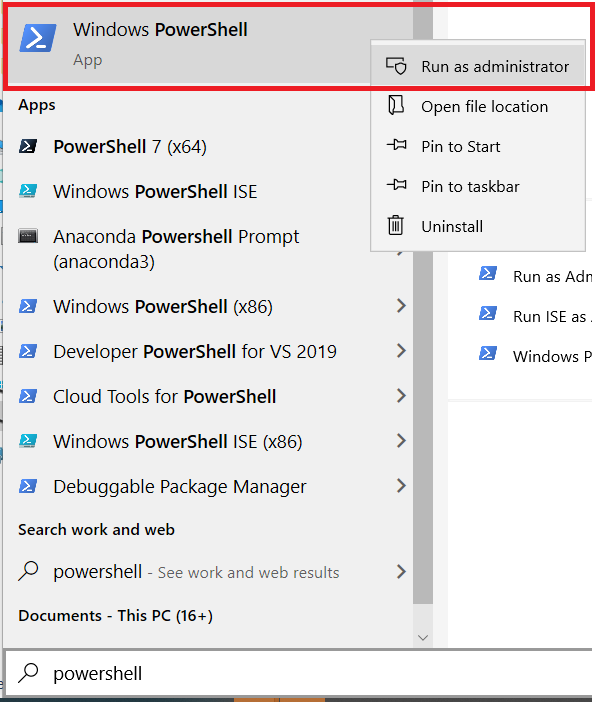 Windows PowerShell
App
Run as administrator
Open file location
Pin to Start
Pin to taskbar
Uninstall
Apps
PowerShell 7 (x64)
Windows PowerShell ISE
Anaconda Powershell Prompt
(anaconda3)
Windows PowerShell (x86)
Developer PowerShell for VS 2019
Cloud Tools for PowerShell
Windows PowerShell ISE (x86)
Debuggable Package Manager
Search work and web
powershell - See work and web results
Documents - This PC (16+)
powershell
Run as Adm
Run ISE as
Windows P